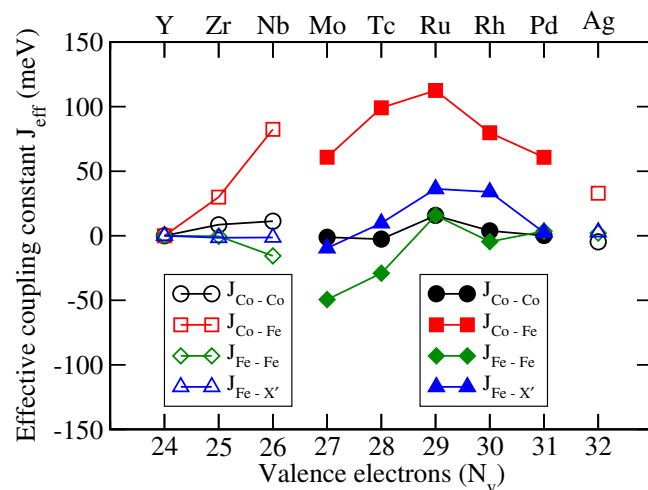 Y Zr Nb Mo Tc Ru Rh Pd Ag
Effective coupling constant J_eff (meV)
150
100
50
0
-50
-100
-150
J_Co - Co
J_Co - Fe
J_Fe - Fe
J_Fe - X′
J_Co - Co
J_Co - Fe
J_Fe - Fe
J_Fe - X′
24 25 26 27 28 29 30 31 32
Valence electrons (N_v)